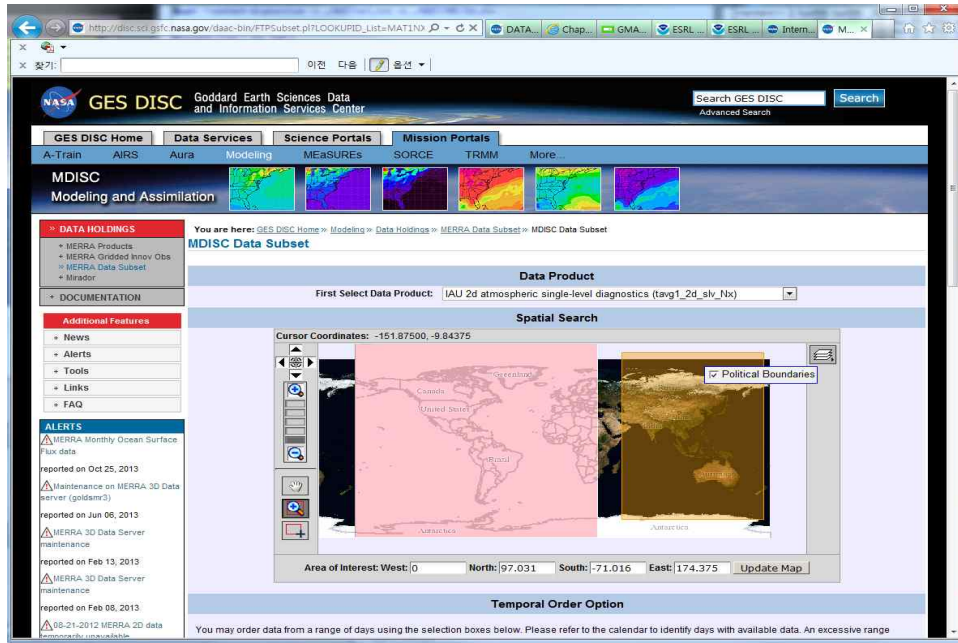 http://disc.sci.gsfc.nasa.gov/daac-bin/FTPSubset.pl?LOOKUPID_List=MAT1NX
DATA... Chap... GMA... ESRL ... ESRL ... Intern... M...
x
x 찾기: 이전 다음 옵션
NASA GES DISC Goddard Earth Sciences Data
and Information Services Center
Search GES DISC Search
Advanced Search
GES DISC Home Data Services Science Portals Mission Portals
A-Train AIRS Aura Modeling MEaSUREs SORCE TRMM More...
MDISC
Modeling and Assimilation
» DATA HOLDINGS
+ MERRA Products
+ MERRA Gridded Innov Obs
» MERRA Data Subset
+ Mirador
+ DOCUMENTATION
Additional Features
+ News
+ Alerts
+ Tools
+ Links
+ FAQ
ALERTS
MERRA Monthly Ocean Surface
Flux data
reported on Oct 25, 2013
Maintenance on MERRA 3D Data
server (goldsmr3)
reported on Jun 06, 2013
MERRA 3D Data Server
maintenance
reported on Feb 13, 2013
MERRA 3D Data Server
maintenance
reported on Feb 08, 2013
08-21-2012 MERRA 2D data
temporarily unavailable
You are here: GES DISC Home » Modeling » Data Holdings » MERRA Data Subset » MDISC Data Subset
MDISC Data Subset
Data Product
First Select Data Product: IAU 2d atmospheric single-level diagnostics (tavg1_2d_slv_Nx)
Spatial Search
Cursor Coordinates: -151.87500, -9.84375
Political Boundaries
Greenland
Canada
United States
Brazil
India
Australia
Antarctica
Antarctica
Area of Interest: West: 0 North: 97.031 South: -71.016 East: 174.375 Update Map
Temporal Order Option
You may order data from a range of days using the selection boxes below. Please refer to the calendar to identify days with available data. An excessive range